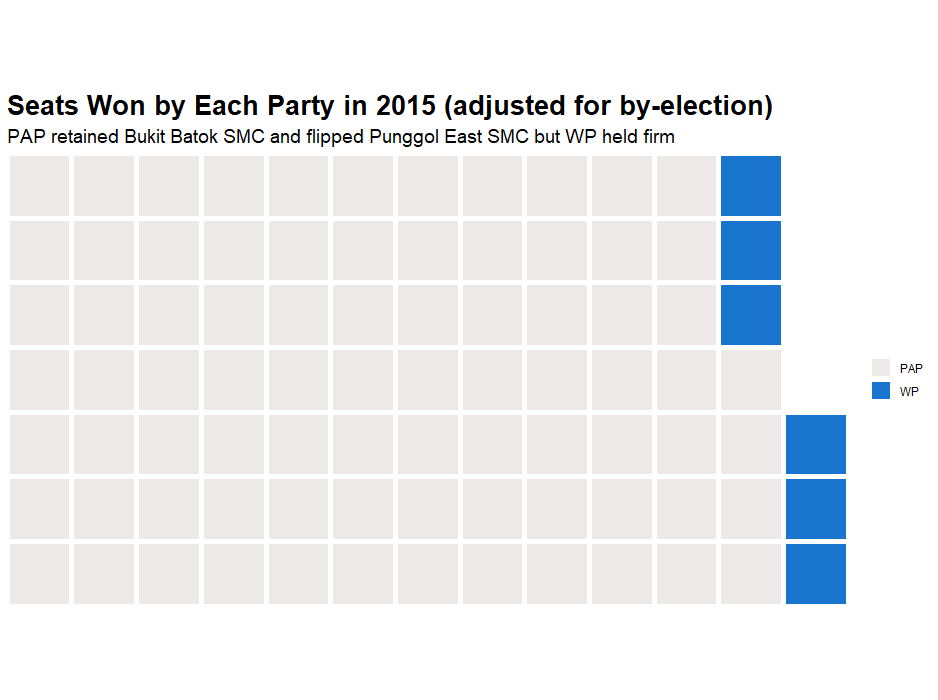 Seats Won by Each Party in 2015 (adjusted for by-election)
PAP retained Bukit Batok SMC and flipped Punggol East SMC but WP held firm
PAP
WP